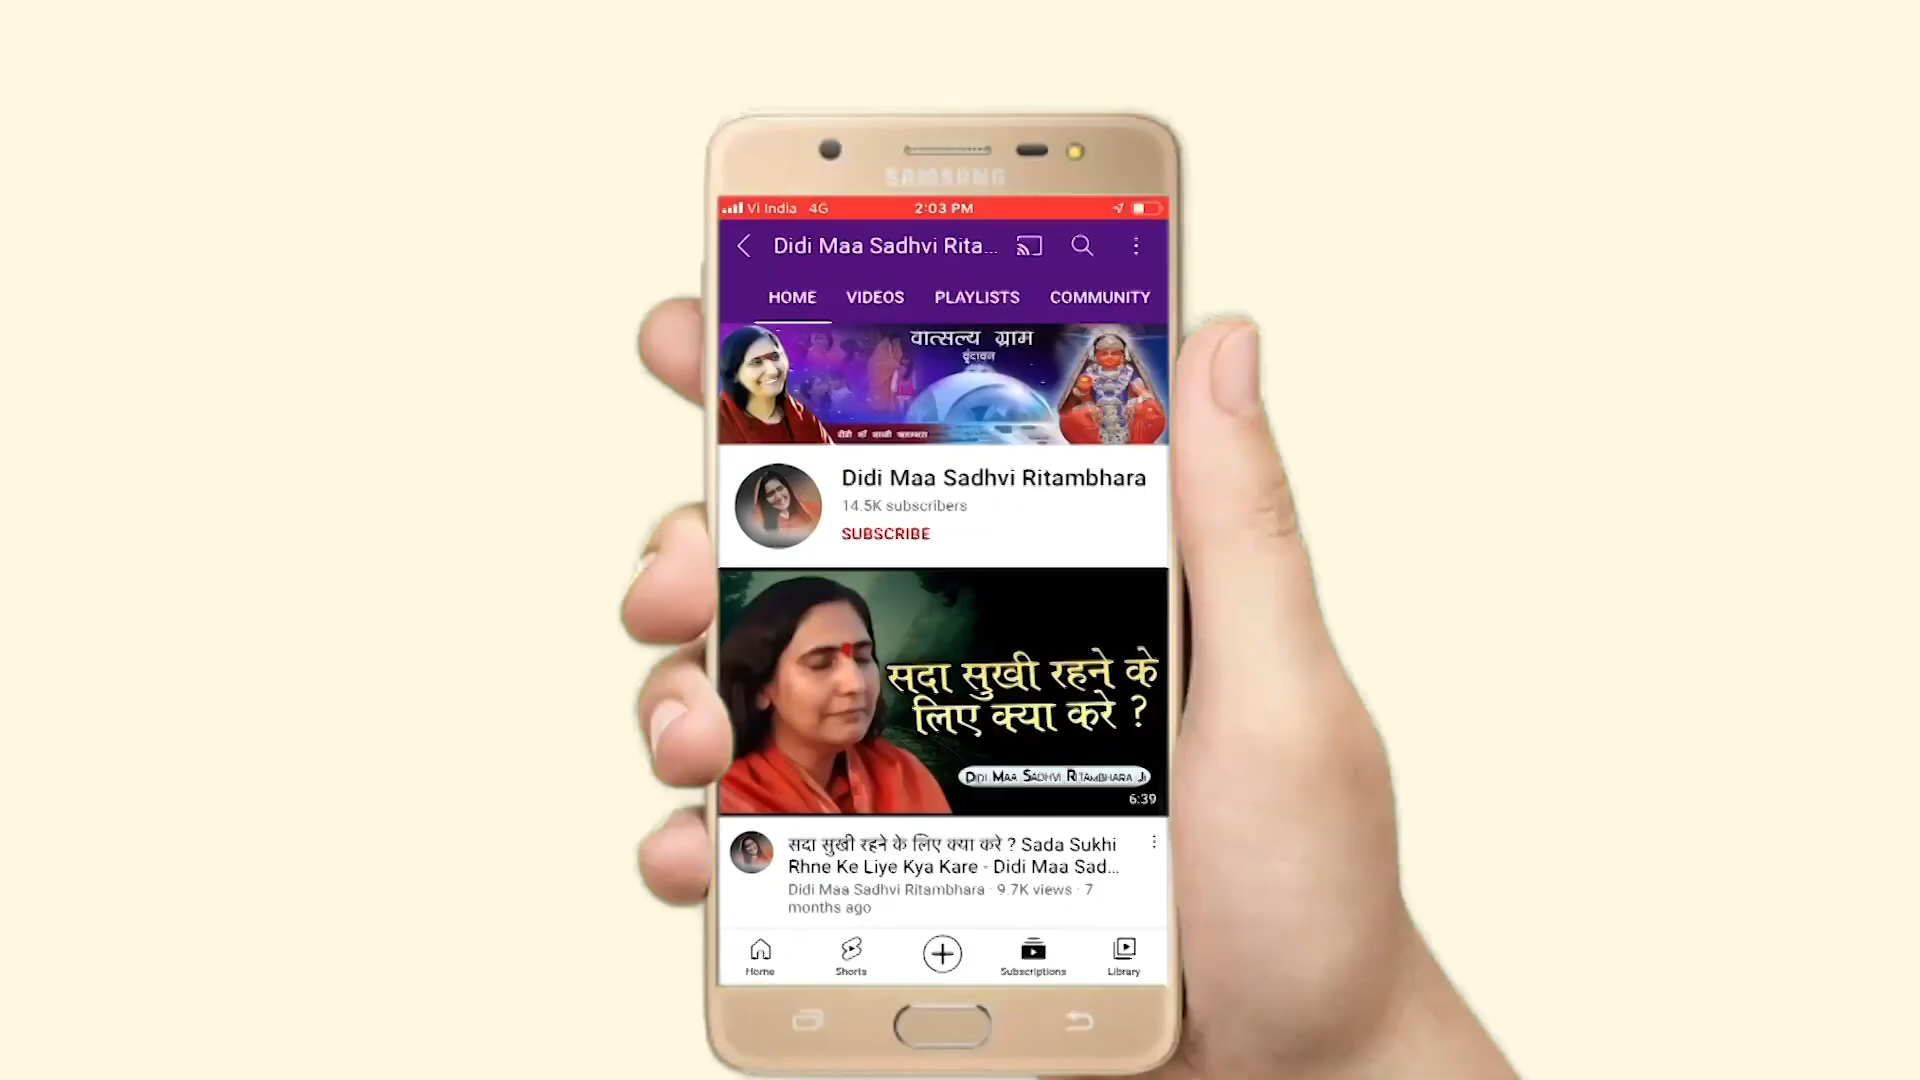 SAMSUNG
Vi India 4G 2:03 PM
Didi Maa Sadhvi Rita...
HOME VIDEOS PLAYLISTS COMMUNITY
वात्सल्य ग्राम
वृंदावन
Didi Maa Sadhvi Ritambhara
14.5K subscribers
SUBSCRIBE
सदा सुखी रहने के
लिए क्या करे ?
DIDI MAA SADHVI RITAMBHARA JI
6:39
सदा सुखी रहने के लिए क्या करे ? Sada Sukhi
Rhne Ke Liye Kya Kare - Didi Maa Sad...
Didi Maa Sadhvi Ritambhara · 9.7K views · 7
months ago
Home Shorts Subscriptions Library